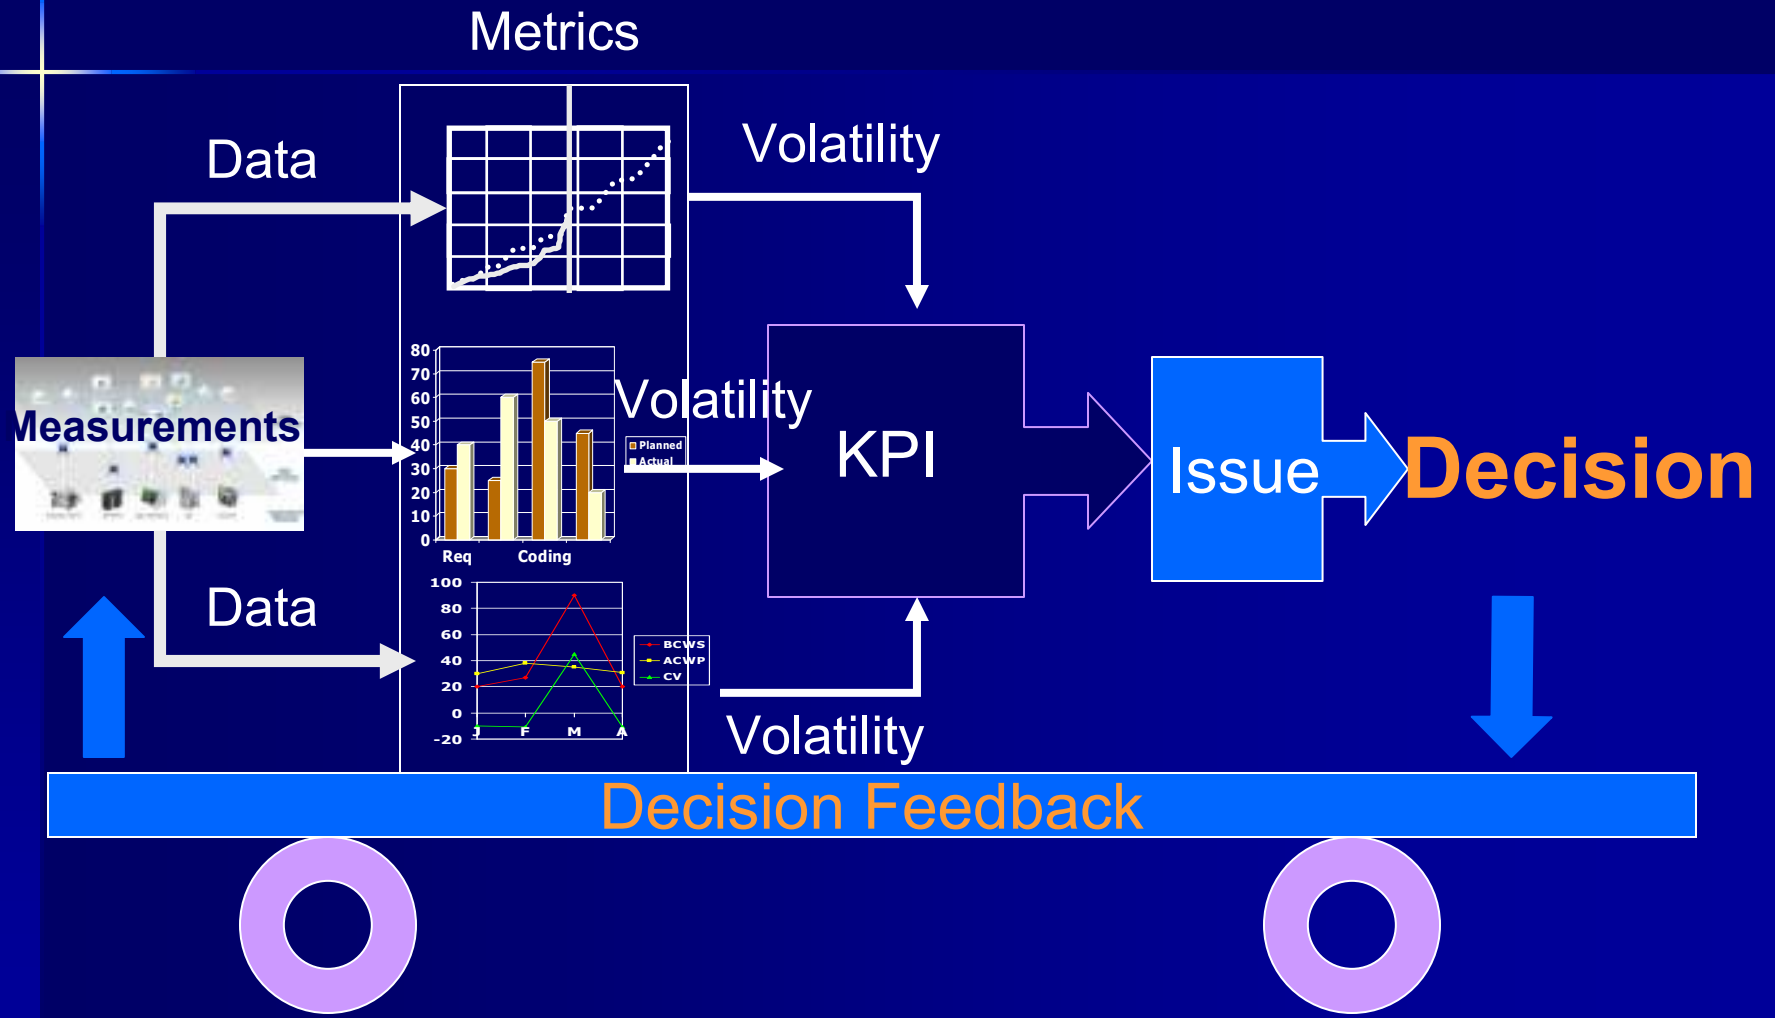 Metrics
Data
Volatility
Measurements
80
70
60
50
40
30
20
10
0
Req
Coding
Planned
Actual
Volatility
KPI
Issue
Decision
Data
100
80
60
40
20
0
-20
J
F
M
A
BCWS
ACWP
CV
Volatility
Decision Feedback